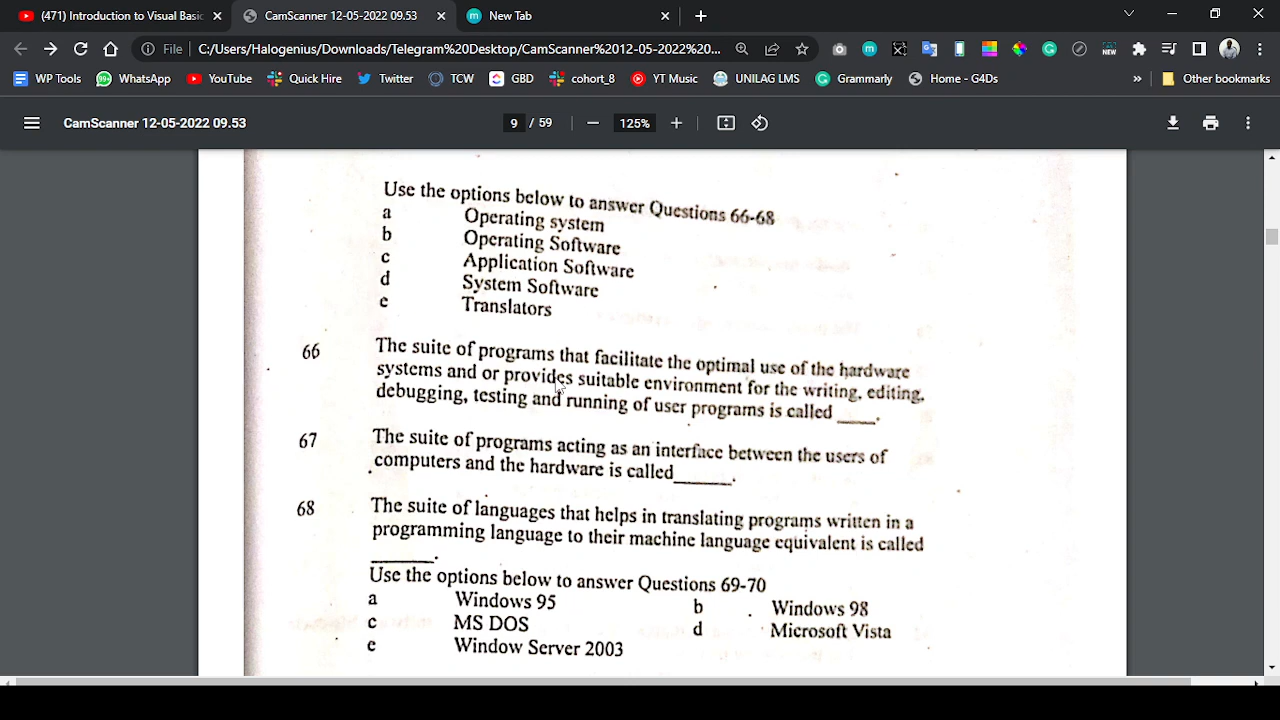 (471) Introduction to Visual Basic
CamScanner 12-05-2022 09.53
New Tab
File
C:/Users/Halogenius/Downloads/Telegram%20Desktop/CamScanner%2012-05-2022%20...
WP Tools
WhatsApp
YouTube
Quick Hire
Twitter
TCW
GBD
cohort_8
YT Music
UNILAG LMS
Grammarly
Home - G4Ds
»
Other bookmarks
CamScanner 12-05-2022 09.53
9 / 59
125%
Use the options below to answer Questions 66-68
a Operating system
b Operating Software
c Application Software
d System Software
e Translators
66 The suite of programs that facilitate the optimal use of the hardware
systems and or provides suitable environment for the writing, editing,
debugging, testing and running of user programs is called ____.
67 The suite of programs acting as an interface between the users of
computers and the hardware is called______.
68 The suite of languages that helps in translating programs written in a
programming language to their machine language equivalent is called
______.
Use the options below to answer Questions 69-70
a Windows 95 b Windows 98
c MS DOS d Microsoft Vista
e Window Server 2003